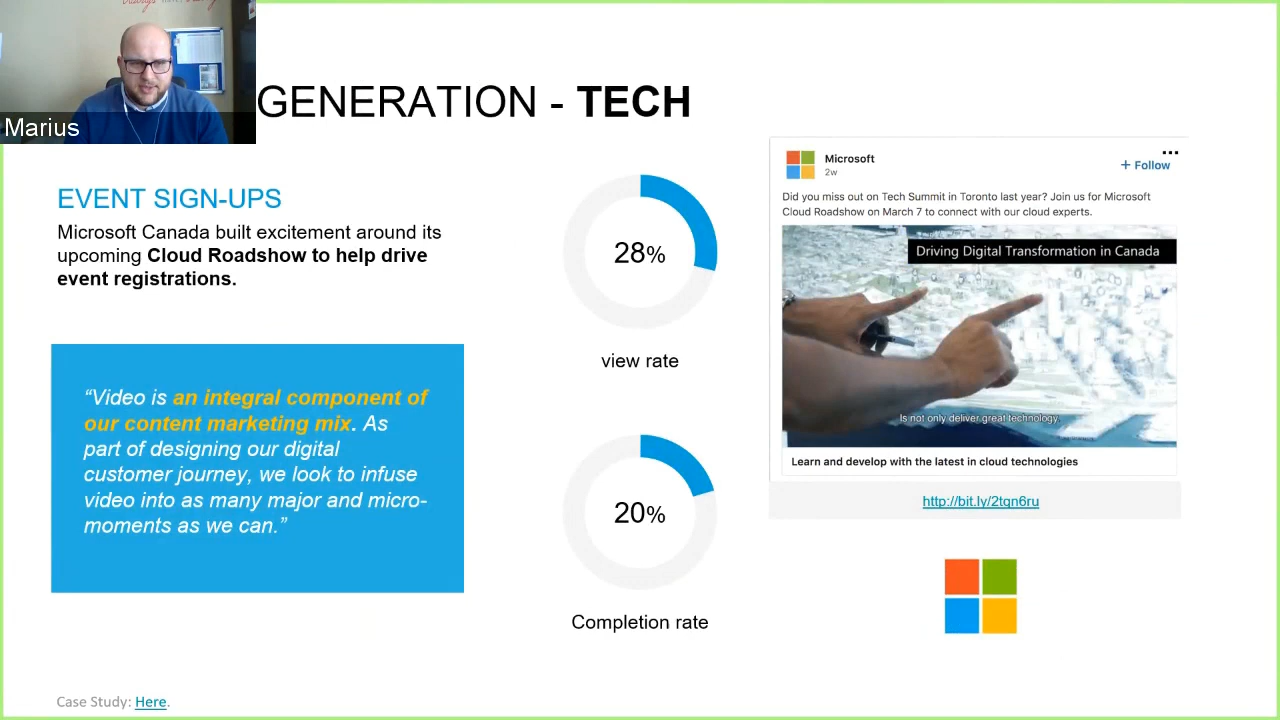 Marius
GENERATION - TECH
EVENT SIGN-UPS
Microsoft Canada built excitement around its
upcoming Cloud Roadshow to help drive
event registrations.
“Video is an integral component of
our content marketing mix. As
part of designing our digital
customer journey, we look to infuse
video into as many major and micro-
moments as we can.”
28%
view rate
20%
Completion rate
Microsoft
2w
+ Follow
Did you miss out on Tech Summit in Toronto last year? Join us for Microsoft
Cloud Roadshow on March 7 to connect with our cloud experts.
Driving Digital Transformation in Canada
Is not only deliver great technology,
Learn and develop with the latest in cloud technologies
http://bit.ly/2tqn6ru
Case Study: Here.